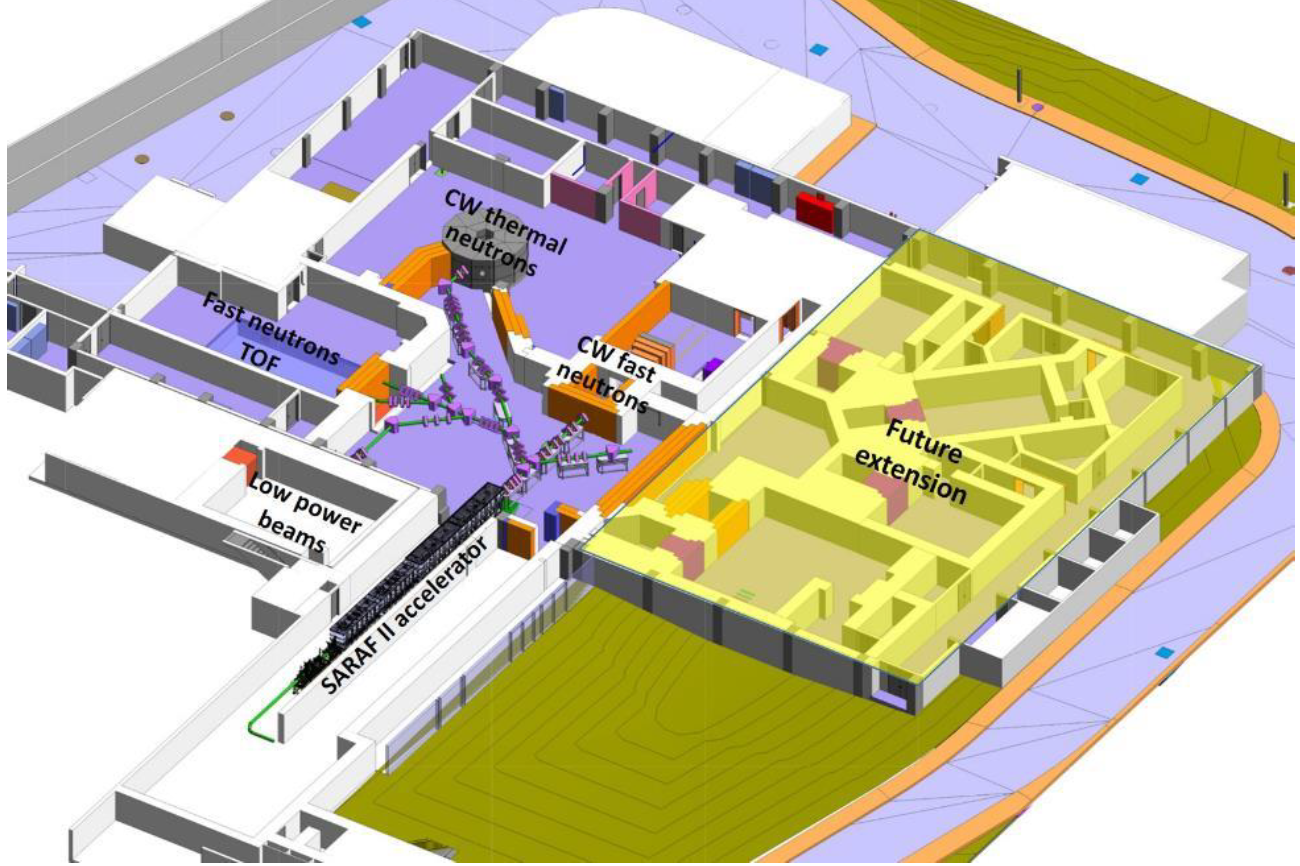 CW thermal
neutrons
Fast neutrons
TOF
CW fast
neutrons
Future
extension
Low power
beams
SARAF II accelerator